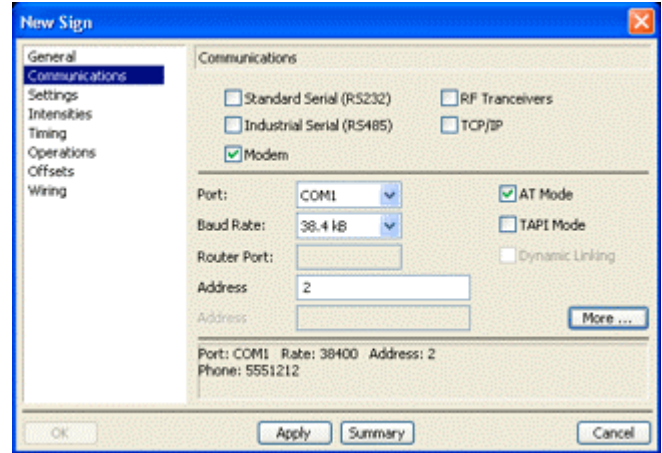 New Sign
General
Communications
Settings
Intensities
Timing
Operations
Offsets
Wiring
Communications
Standard Serial (RS232) RF Tranceivers
Industrial Serial (RS485) TCP/IP
Modem
Port: COM1 AT Mode
Baud Rate: 38.4 kB TAPI Mode
Router Port: Dynamic Linking
Address 2
Address More ...
Port: COM1 Rate: 38400 Address: 2
Phone: 5551212
OK Apply Summary Cancel